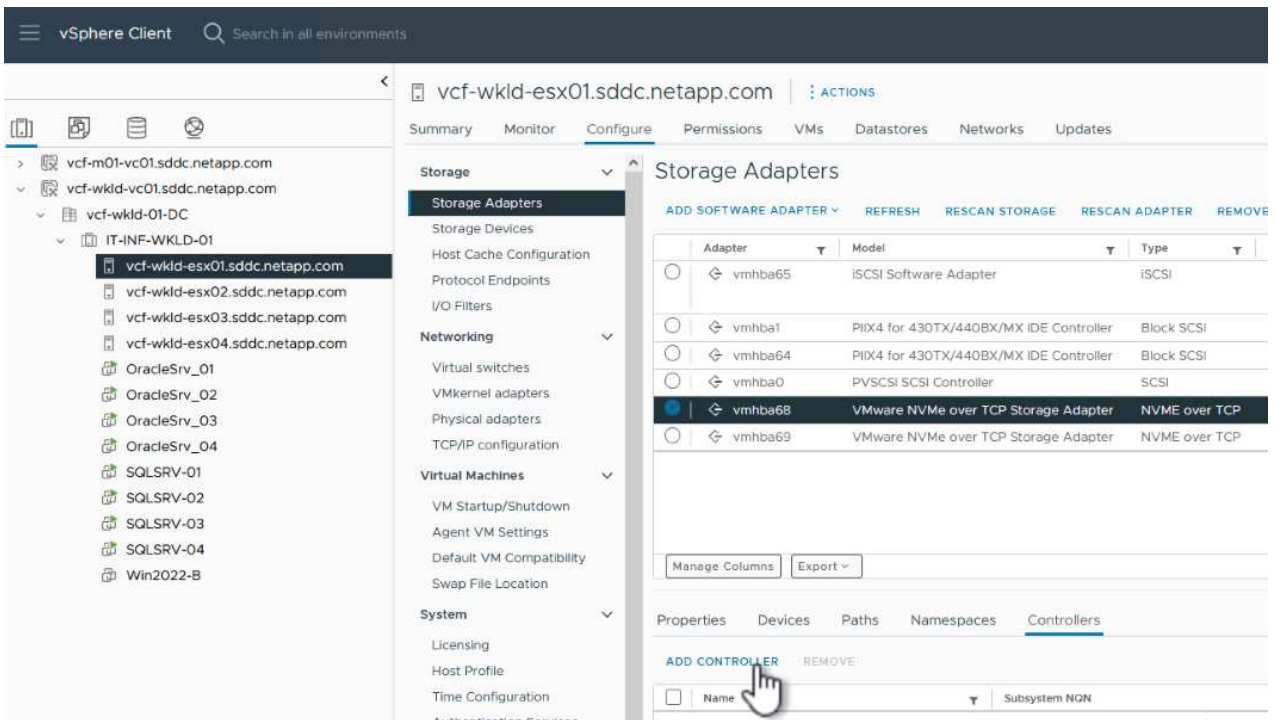 vSphere Client
Search in all environments
vcf-m01-vc01.sddc.netapp.com
vcf-wkld-vc01.sddc.netapp.com
vcf-wkld-01-DC
IT-INF-WKLD-01
vcf-wkld-esx01.sddc.netapp.com
vcf-wkld-esx02.sddc.netapp.com
vcf-wkld-esx03.sddc.netapp.com
vcf-wkld-esx04.sddc.netapp.com
OracleSrv_01
OracleSrv_02
OracleSrv_03
OracleSrv_04
SQLSRV-01
SQLSRV-02
SQLSRV-03
SQLSRV-04
Win2022-B
vcf-wkld-esx01.sddc.netapp.com ACTIONS
Summary Monitor Configure Permissions VMs Datastores Networks Updates
Storage
Storage Adapters
Storage Devices
Host Cache Configuration
Protocol Endpoints
I/O Filters
Networking
Virtual switches
VMkernel adapters
Physical adapters
TCP/IP configuration
Virtual Machines
VM Startup/Shutdown
Agent VM Settings
Default VM Compatibility
Swap File Location
System
Licensing
Host Profile
Time Configuration
Storage Adapters
ADD SOFTWARE ADAPTER REFRESH RESCAN STORAGE RESCAN ADAPTER REMOVE
Adapter Model Type
vmhba65 iSCSI Software Adapter iSCSI
vmhba1 PIIX4 for 430TX/440BX/MX IDE Controller Block SCSI
vmhba64 PIIX4 for 430TX/440BX/MX IDE Controller Block SCSI
vmhba0 PVSCSI SCSI Controller SCSI
vmhba68 VMware NVMe over TCP Storage Adapter NVME over TCP
vmhba69 VMware NVMe over TCP Storage Adapter NVME over TCP
Manage Columns Export
Properties Devices Paths Namespaces Controllers
ADD CONTROLLER REMOVE
Name Subsystem NQN